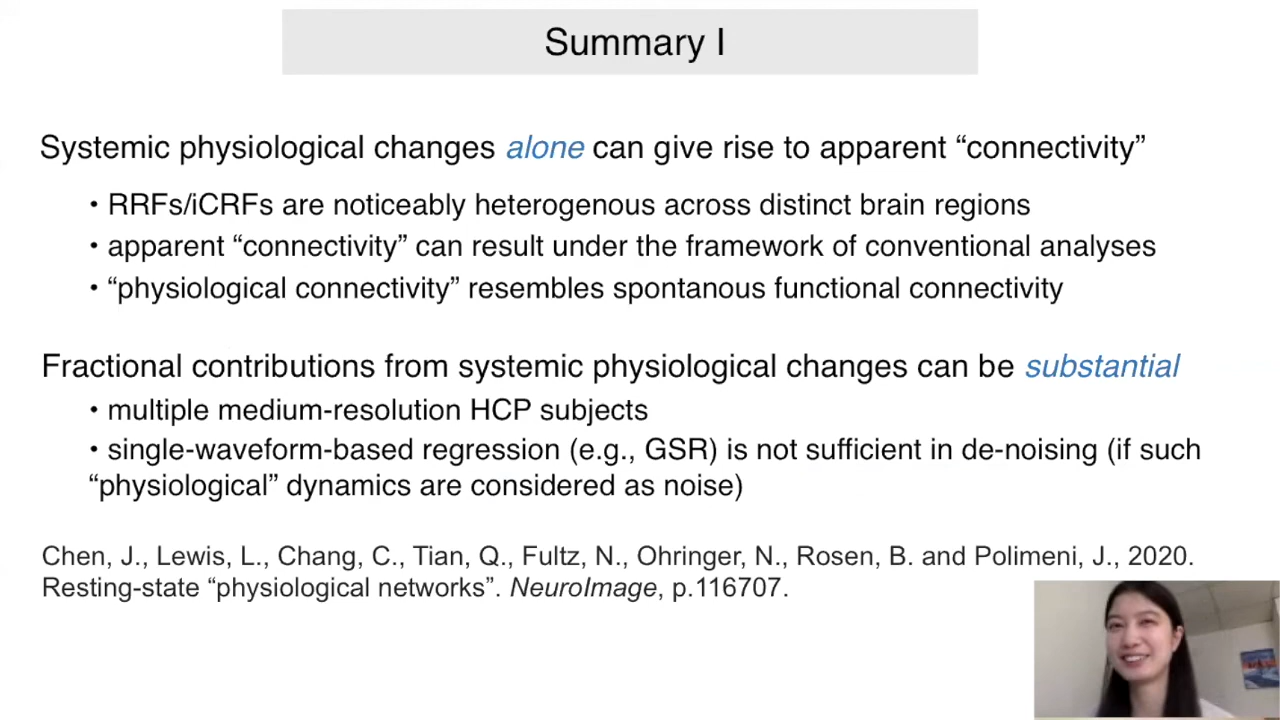 Summary I
Systemic physiological changes alone can give rise to apparent “connectivity”
• RRFs/iCRFs are noticeably heterogenous across distinct brain regions
• apparent “connectivity” can result under the framework of conventional analyses
• “physiological connectivity” resembles spontanous functional connectivity
Fractional contributions from systemic physiological changes can be substantial
• multiple medium-resolution HCP subjects
• single-waveform-based regression (e.g., GSR) is not sufficient in de-noising (if such
“physiological” dynamics are considered as noise)
Chen, J., Lewis, L., Chang, C., Tian, Q., Fultz, N., Ohringer, N., Rosen, B. and Polimeni, J., 2020.
Resting-state “physiological networks”. NeuroImage, p.116707.